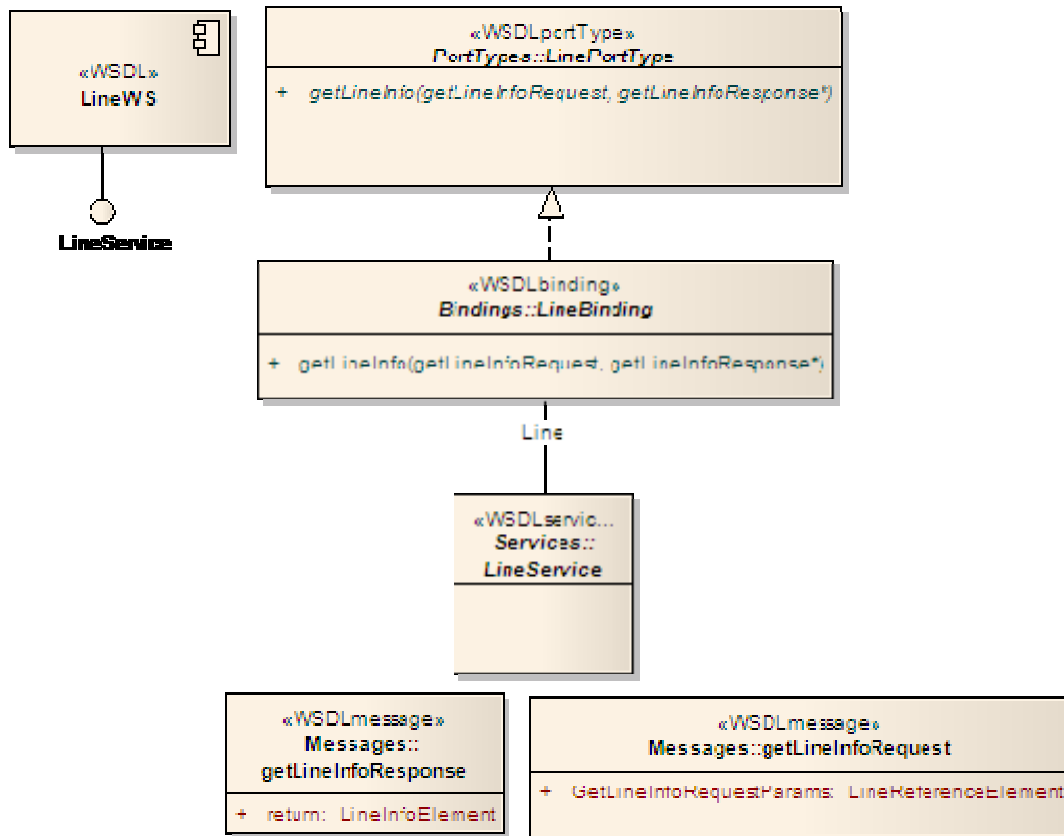 «WSDL»
LineWS
LineService
«WSDLportType»
PortTypes::LinePortType
+ getLineInfo(getLineInfoRequest, getLineInfoResponse*)
«WSDLbinding»
Bindings::LineBinding
+ getLineInfo(getLineInfoRequest, getLineInfoResponse*)
Line
«WSDLservic...
Services::
LineService
«WSDLmessage»
Messages::
getLineInfoResponse
+ return: LineInfoElement
«WSDLmessage»
Messages::getLineInfoRequest
+ GetLineInfoRequestParams: LineReferenceElement